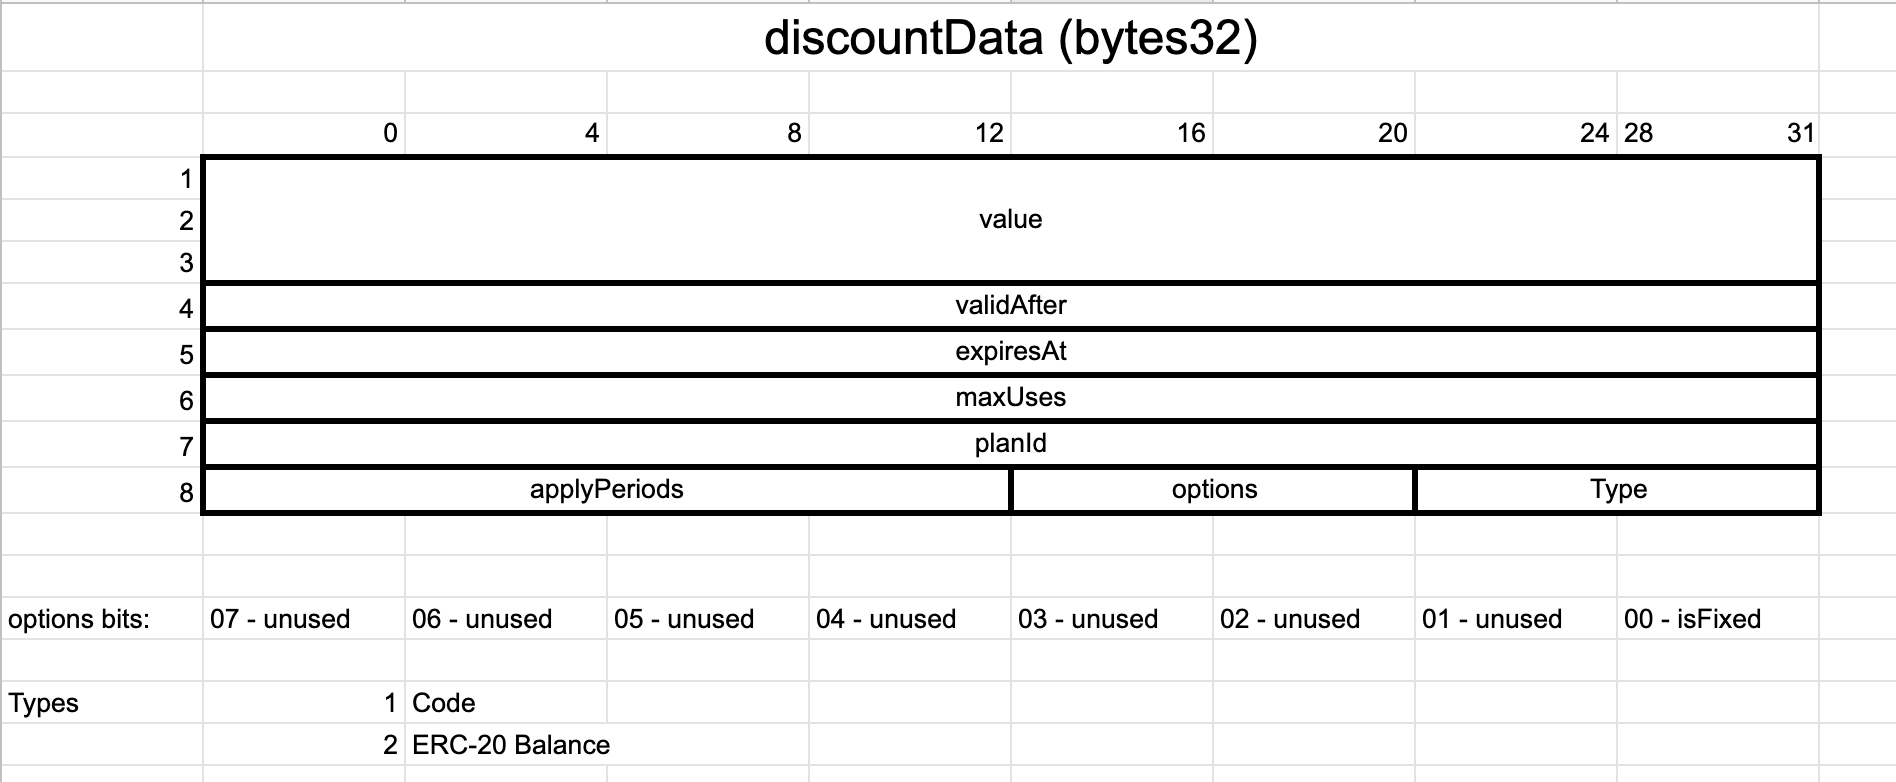 discountData (bytes32)
0 4 8 12 16 20 24 28 31
1
2 value
3
4 validAfter
5 expiresAt
6 maxUses
7 planId
8 applyPeriods options Type
options bits: 07 - unused 06 - unused 05 - unused 04 - unused 03 - unused 02 - unused 01 - unused 00 - isFixed
Types 1 Code
2 ERC-20 Balance